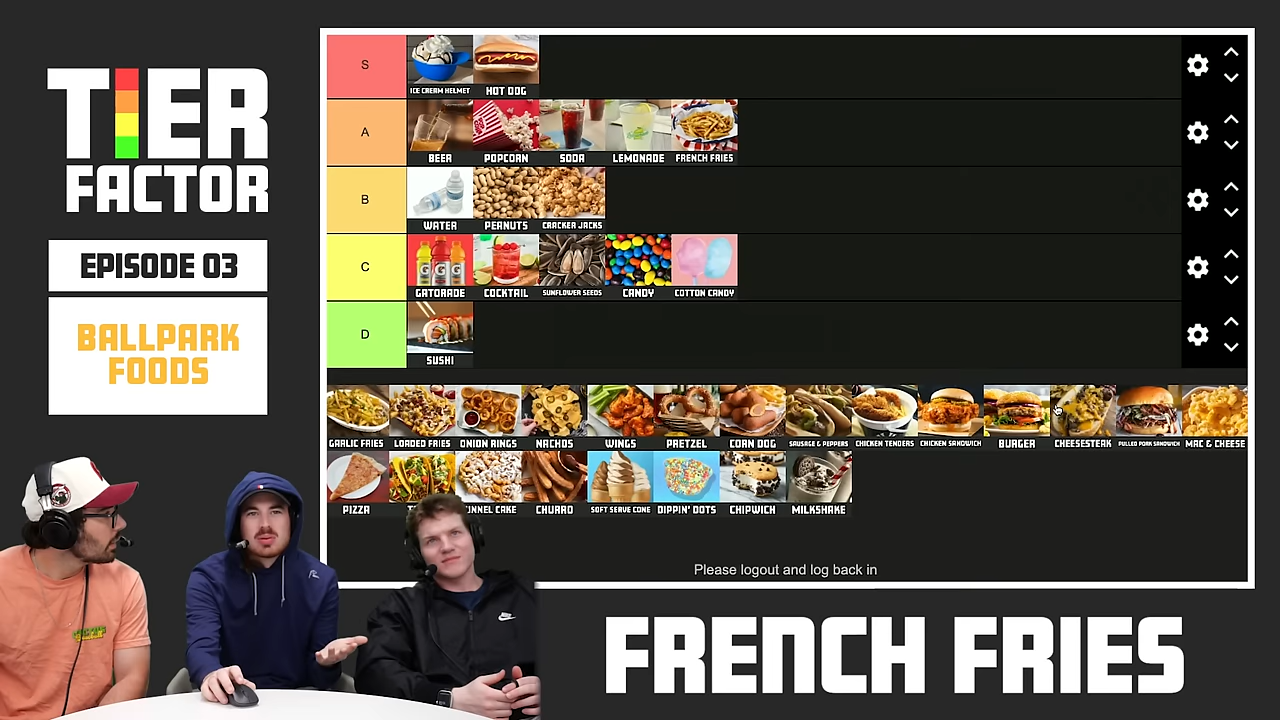 TIER
FACTOR
EPISODE 03
BALLPARK
FOODS
S
ICE CREAM HELMET HOT DOG
A
BEER POPCORN SODA LEMONADE FRENCH FRIES
B
WATER PEANUTS CRACKER JACKS
C
GATORADE COCKTAIL SUNFLOWER SEEDS CANDY COTTON CANDY
D
SUSHI
GARLIC FRIES LOADED FRIES ONION RINGS NACHOS WINGS PRETZEL CORN DOG SAUSAGE & PEPPERS CHICKEN TENDERS CHICKEN SANDWICH BURGER CHEESESTEAK PULLED PORK SANDWICH MAC & CHEESE
PIZZA CAKE CHURRO SOFT SERVE CONE DIPPIN' DOTS CHIPWICH MILKSHAKE
Please logout and log back in
FRENCH FRIES